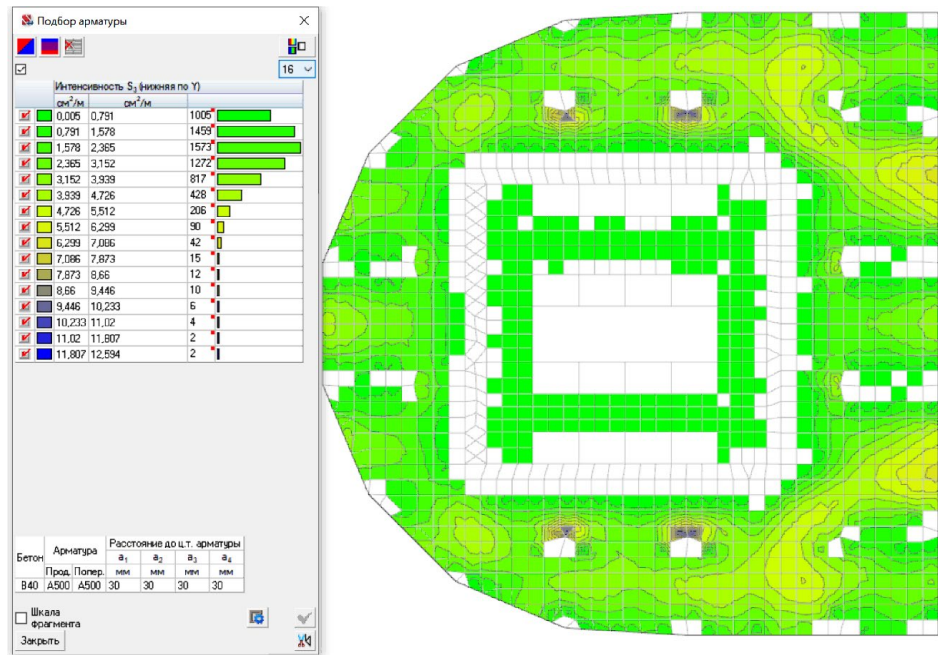 Подбор арматуры
16
Интенсивность S3 (нижняя по Y)
см²/м см²/м
0,005 0,791 1005
0,791 1,578 1459
1,578 2,365 1573
2,365 3,152 1272
3,152 3,939 817
3,939 4,726 428
4,726 5,512 206
5,512 6,299 90
6,299 7,086 42
7,086 7,873 15
7,873 8,66 12
8,66 9,446 10
9,446 10,233 6
10,233 11,02 4
11,02 11,807 2
11,807 12,594 2
Бетон Арматура Расстояние до ц.т. арматуры
a1 a2 a3 a4
Прод. Попер. мм мм мм мм
B40 A500 A500 30 30 30 30
Шкала
фрагмента
Закрыть